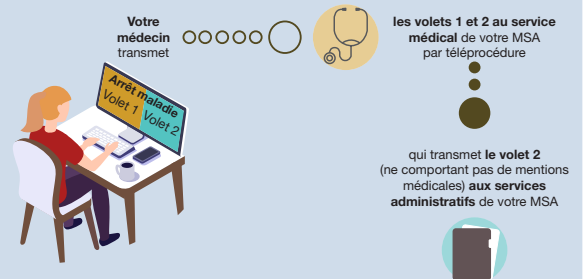 Votre
médecin
transmet
les volets 1 et 2 au service
médical de votre MSA
par téléprocédure
Arrêt maladie
Volet 1 Volet 2
qui transmet le volet 2
(ne comportant pas de mentions
médicales) aux services
administratifs de votre MSA